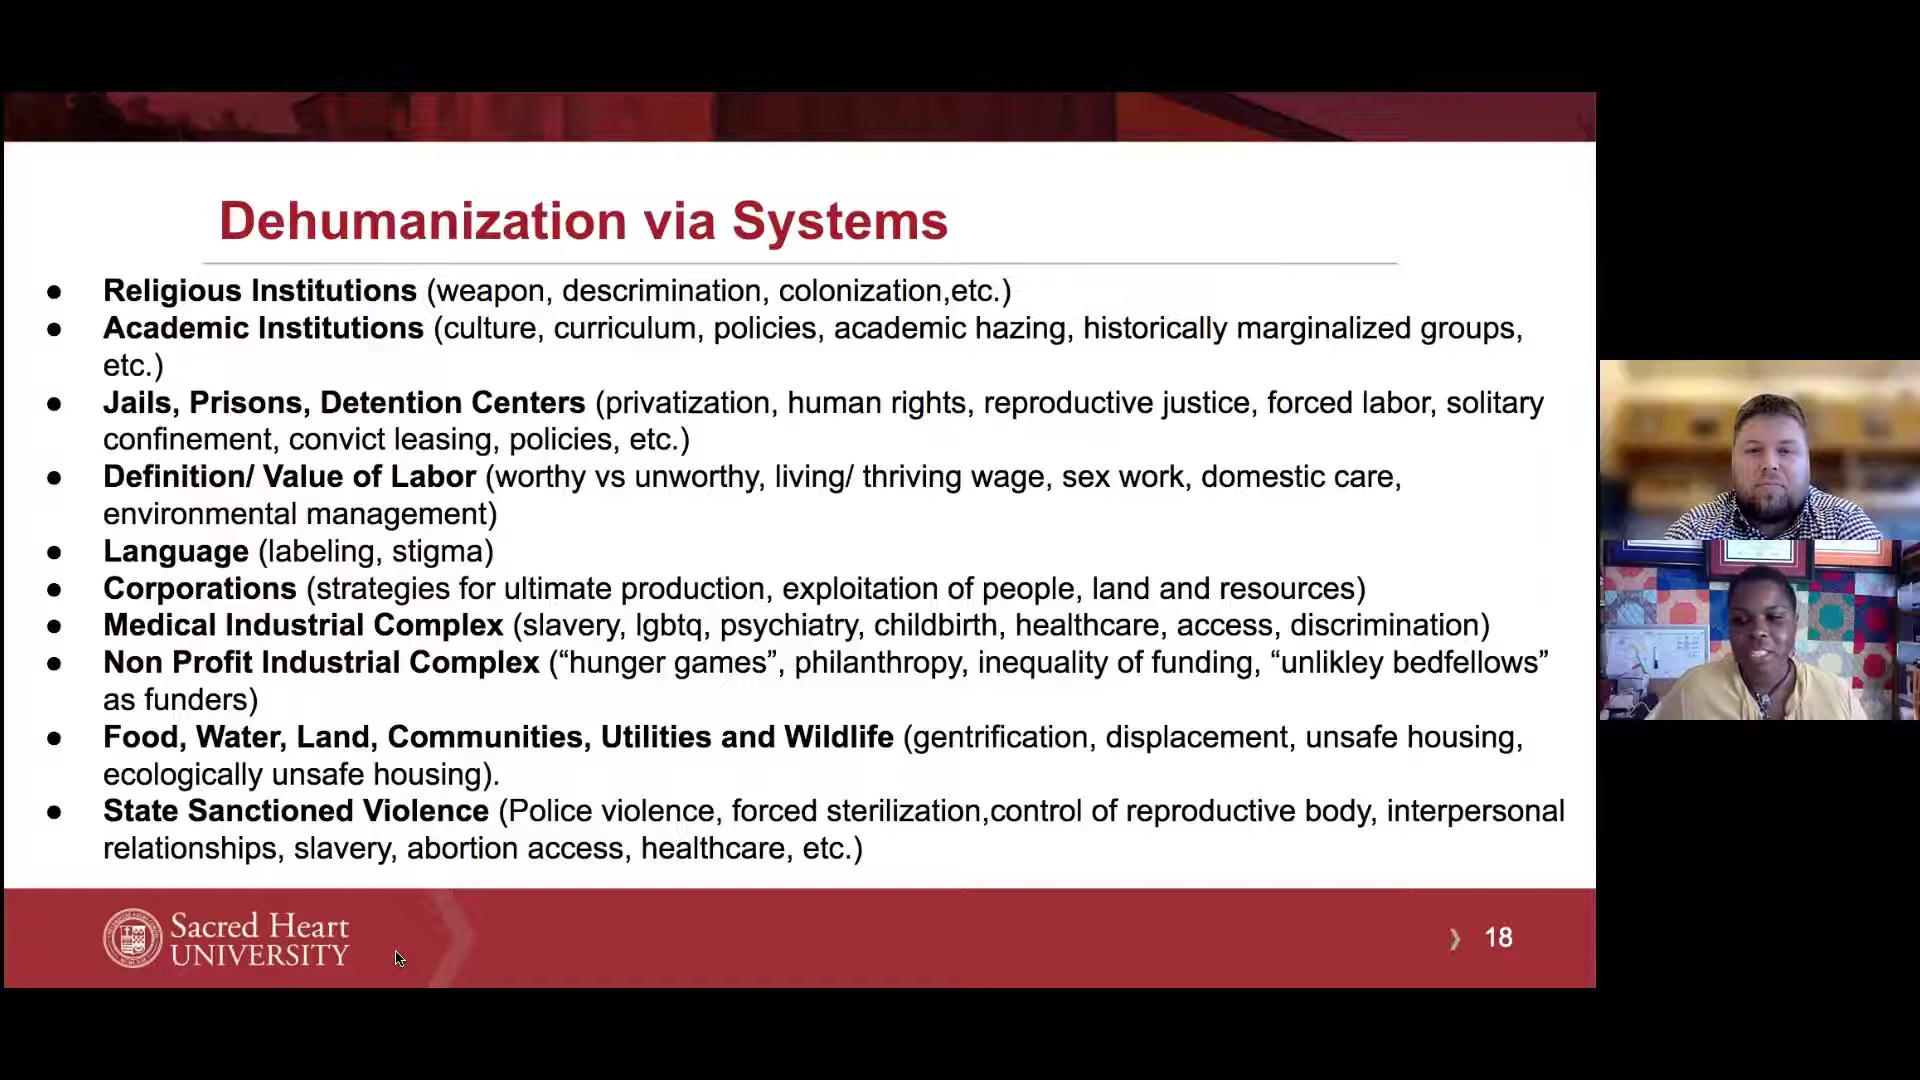 Dehumanization via Systems
● Religious Institutions (weapon, descrimination, colonization,etc.)
● Academic Institutions (culture, curriculum, policies, academic hazing, historically marginalized groups,
etc.)
● Jails, Prisons, Detention Centers (privatization, human rights, reproductive justice, forced labor, solitary
confinement, convict leasing, policies, etc.)
● Definition/ Value of Labor (worthy vs unworthy, living/ thriving wage, sex work, domestic care,
environmental management)
● Language (labeling, stigma)
● Corporations (strategies for ultimate production, exploitation of people, land and resources)
● Medical Industrial Complex (slavery, lgbtq, psychiatry, childbirth, healthcare, access, discrimination)
● Non Profit Industrial Complex (“hunger games”, philanthropy, inequality of funding, “unlikley bedfellows”
as funders)
● Food, Water, Land, Communities, Utilities and Wildlife (gentrification, displacement, unsafe housing,
ecologically unsafe housing).
● State Sanctioned Violence (Police violence, forced sterilization,control of reproductive body, interpersonal
relationships, slavery, abortion access, healthcare, etc.)
Sacred Heart
UNIVERSITY
18